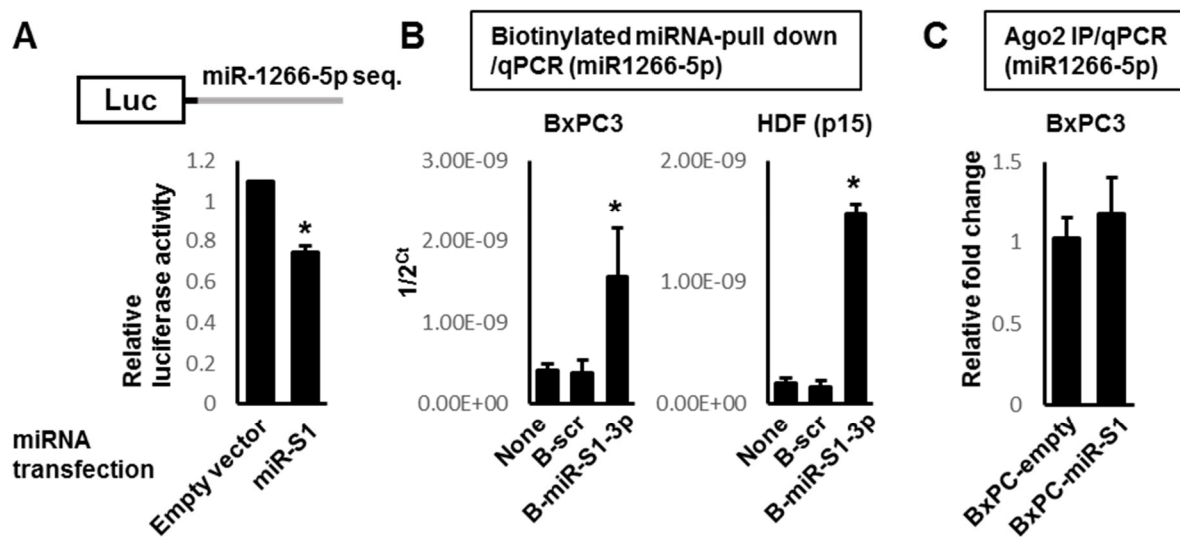 A
Luc
miR-1266-5p seq.
Relative
luciferase activity
1.2
1
0.8
0.6
0.4
0.2
0
*
miRNA
transfection
Empty vector
miR-S1
B
Biotinylated miRNA-pull down
/qPCR (miR1266-5p)
BxPC3
1/2^Ct
3.00E-09
2.00E-09
1.00E-09
0.00E+00
*
None
B-scr
B-miR-S1-3p
HDF (p15)
2.00E-09
1.00E-09
0.00E+00
*
None
B-scr
B-miR-S1-3p
C
Ago2 IP/qPCR
(miR1266-5p)
BxPC3
Relative fold change
1.5
1
0.5
0
BxPC-empty
BxPC-miR-S1